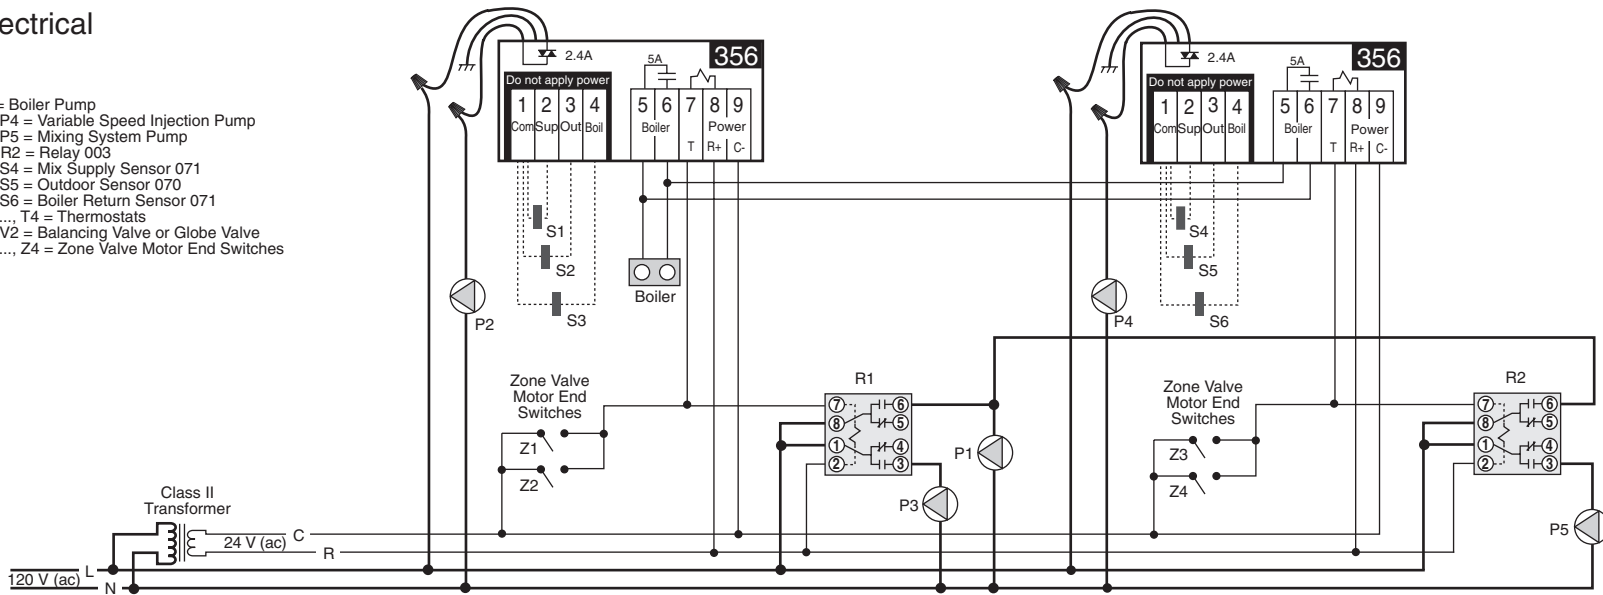 ectrical
= Boiler Pump
P4 = Variable Speed Injection Pump
P5 = Mixing System Pump
R2 = Relay 003
S4 = Mix Supply Sensor 071
S5 = Outdoor Sensor 070
S6 = Boiler Return Sensor 071
..., T4 = Thermostats
V2 = Balancing Valve or Globe Valve
..., Z4 = Zone Valve Motor End Switches
2.4A
5A
356
Do not apply power
1 2 3 4 5 6 7 8 9
Com Sup Out Boil Boiler Power
T R+ C-
S1
S2
S3
Boiler
P2
2.4A
5A
356
Do not apply power
1 2 3 4 5 6 7 8 9
Com Sup Out Boil Boiler Power
T R+ C-
S4
S5
S6
P4
Zone Valve
Motor End
Switches
Z1
Z2
R1
7 6
8 5
1 4
2 3
P1
P3
Zone Valve
Motor End
Switches
Z3
Z4
R2
7 6
8 5
1 4
2 3
P5
Class II
Transformer
24 V (ac)
C
R
120 V (ac)
L
N